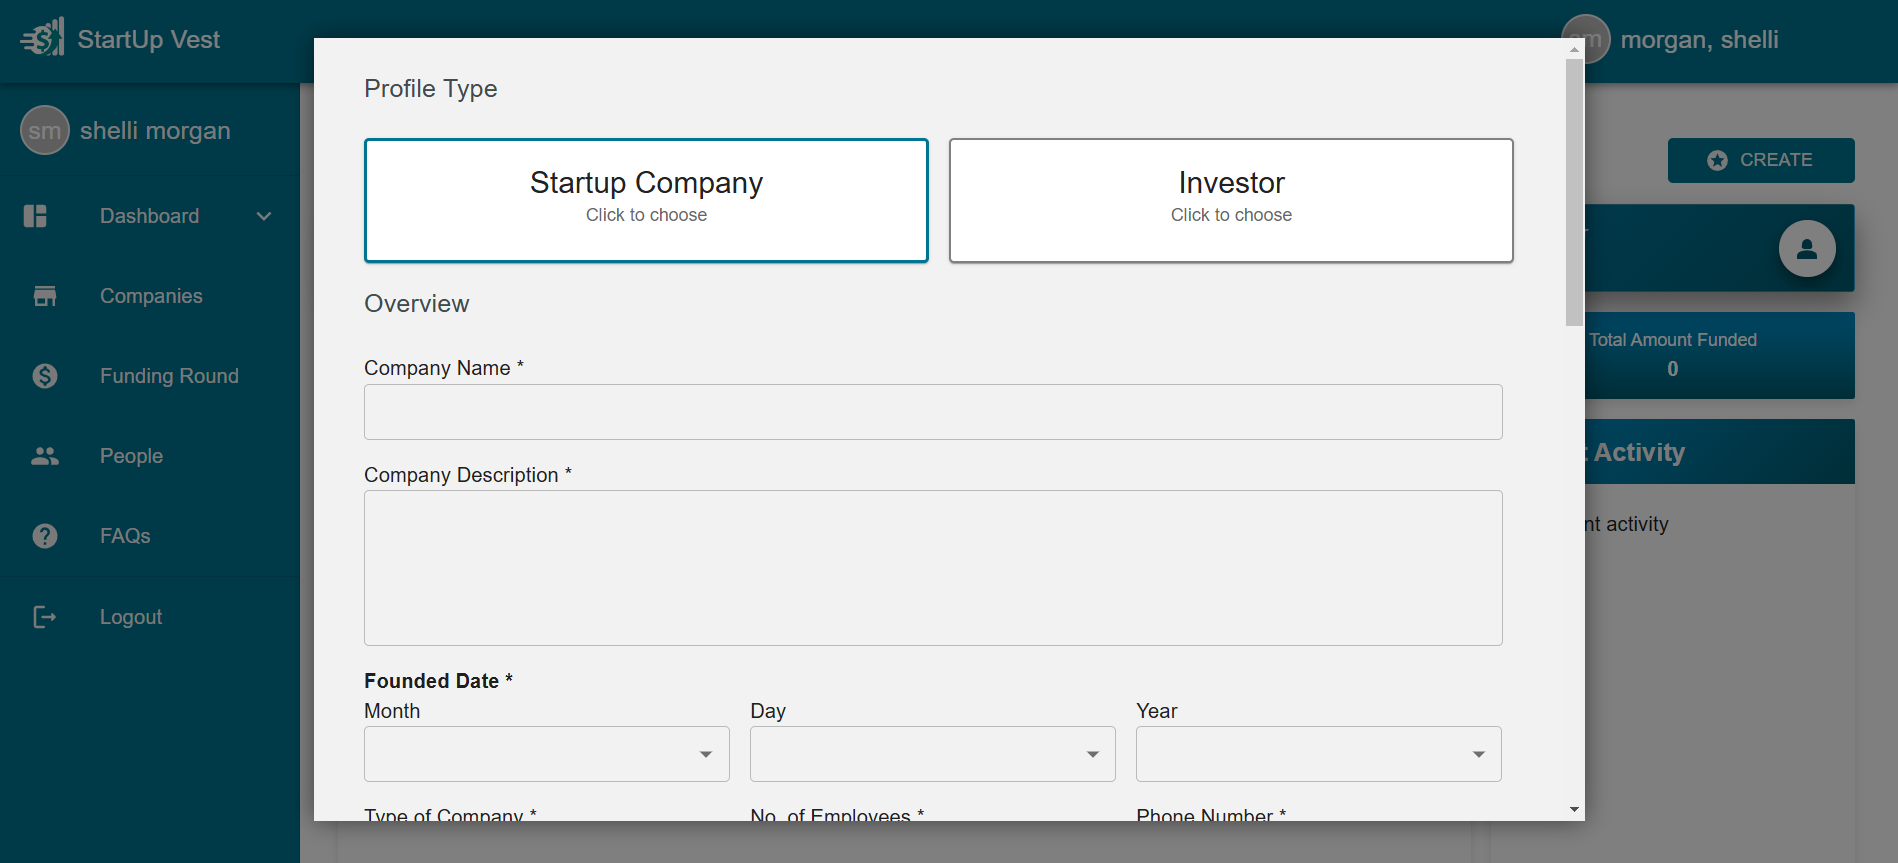 StartUp Vest
sm morgan, shelli
sm shelli morgan
Dashboard
Companies
Funding Round
People
FAQs
Logout
Profile Type
Startup Company
Click to choose
Investor
Click to choose
Overview
Company Name *
Company Description *
Founded Date *
Month
Day
Year
Type of Company *
No. of Employees *
Phone Number *
CREATE
Total Amount Funded
0
Activity
activity